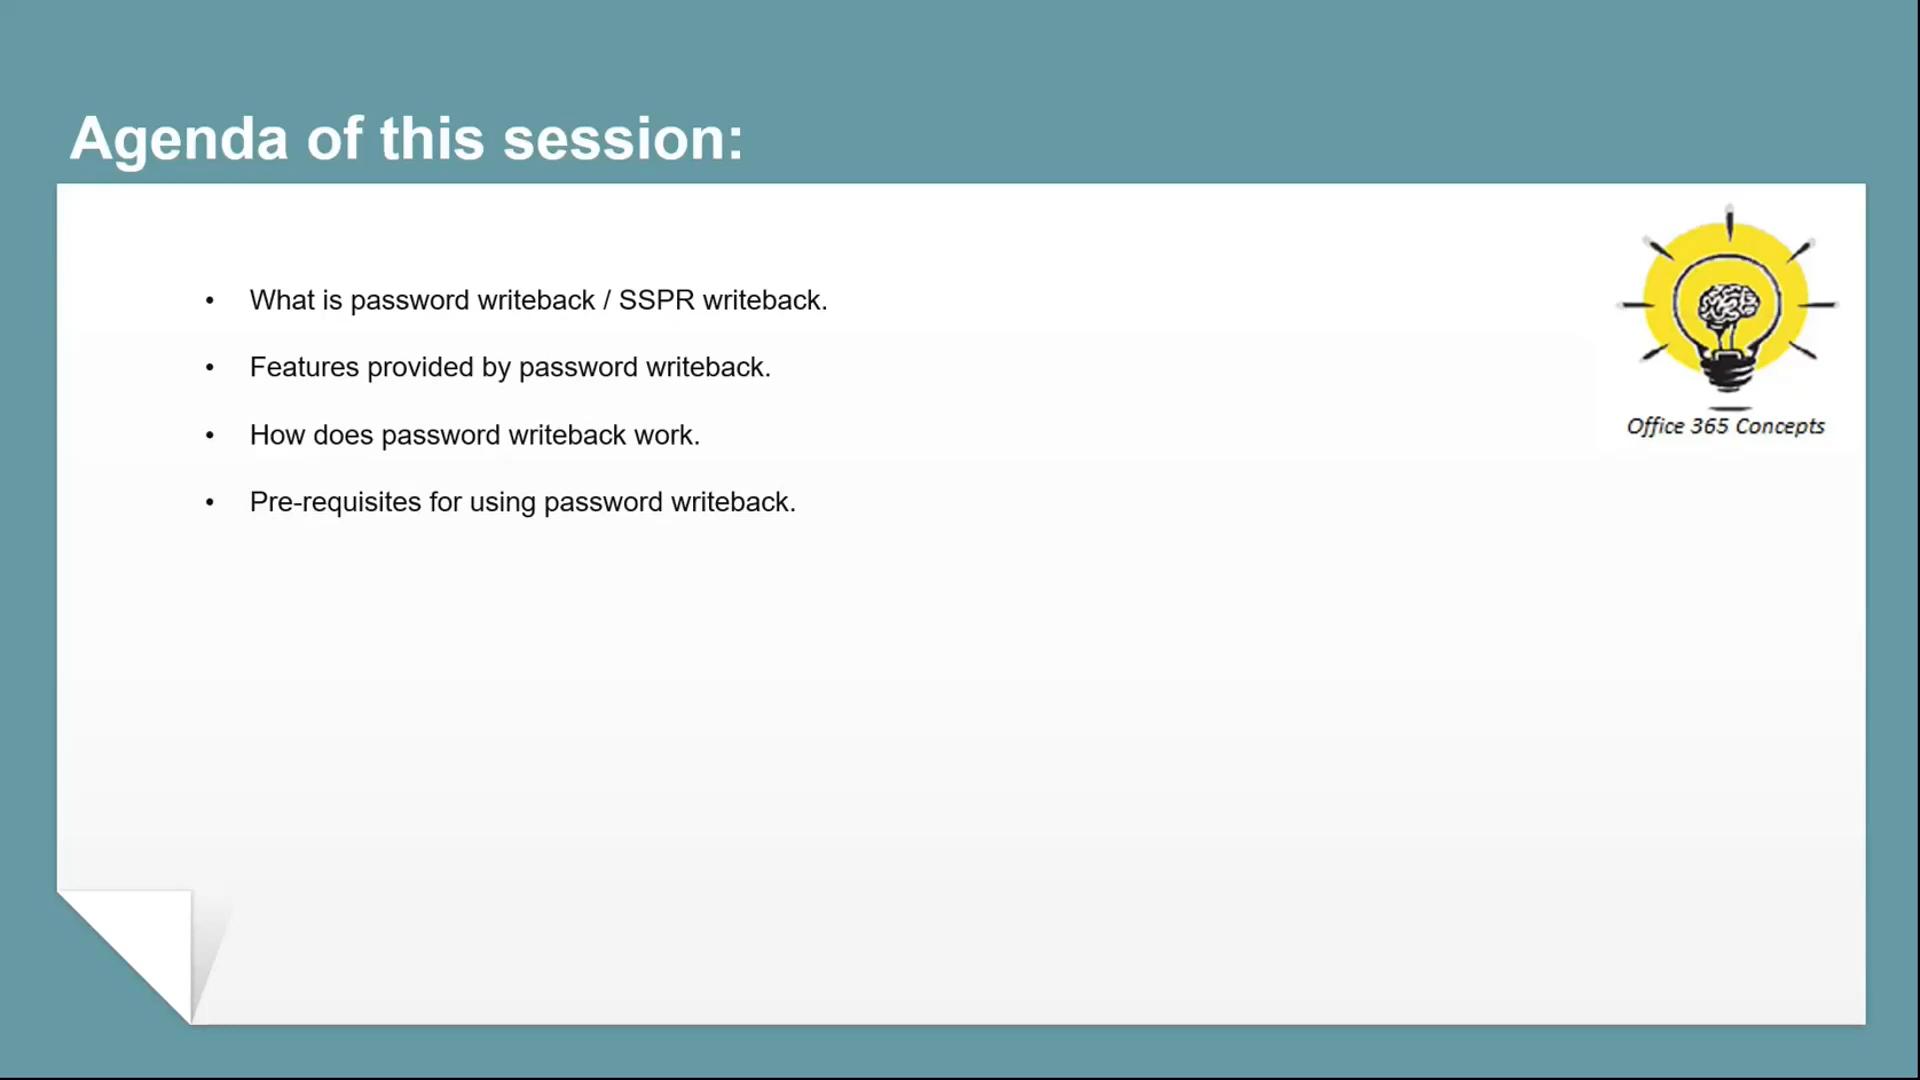 Agenda of this session:
• What is password writeback / SSPR writeback.
• Features provided by password writeback.
• How does password writeback work.
• Pre-requisites for using password writeback.
Office 365 Concepts